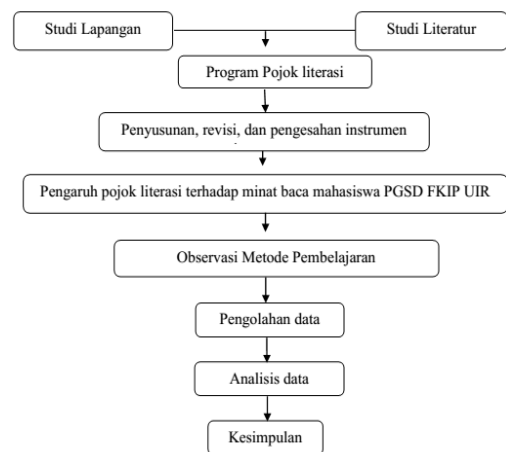 Studi Lapangan
Studi Literatur
Program Pojok literasi
Penyusunan, revisi, dan pengesahan instrumen
Pengaruh pojok literasi terhadap minat baca mahasiswa PGSD FKIP UIR
Observasi Metode Pembelajaran
Pengolahan data
Analisis data
Kesimpulan